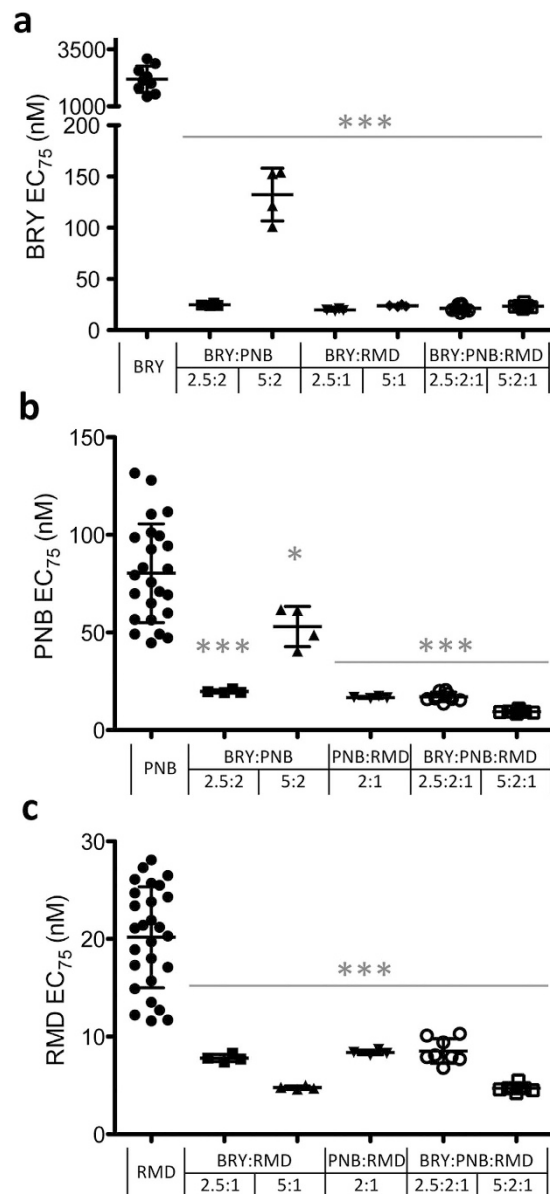 a
BRY EC75 (nM)
3500
1000
200
150
100
50
0
***
BRY
BRY:PNB
BRY:RMD
BRY:PNB:RMD
2.5:2
5:2
2.5:1
5:1
2.5:2:1
5:2:1
b
PNB EC75 (nM)
150
100
50
0
***
*
***
PNB
BRY:PNB
PNB:RMD
BRY:PNB:RMD
2.5:2
5:2
2:1
2.5:2:1
5:2:1
c
RMD EC75 (nM)
30
20
10
0
***
RMD
BRY:RMD
PNB:RMD
BRY:PNB:RMD
2.5:1
5:1
2:1
2.5:2:1
5:2:1